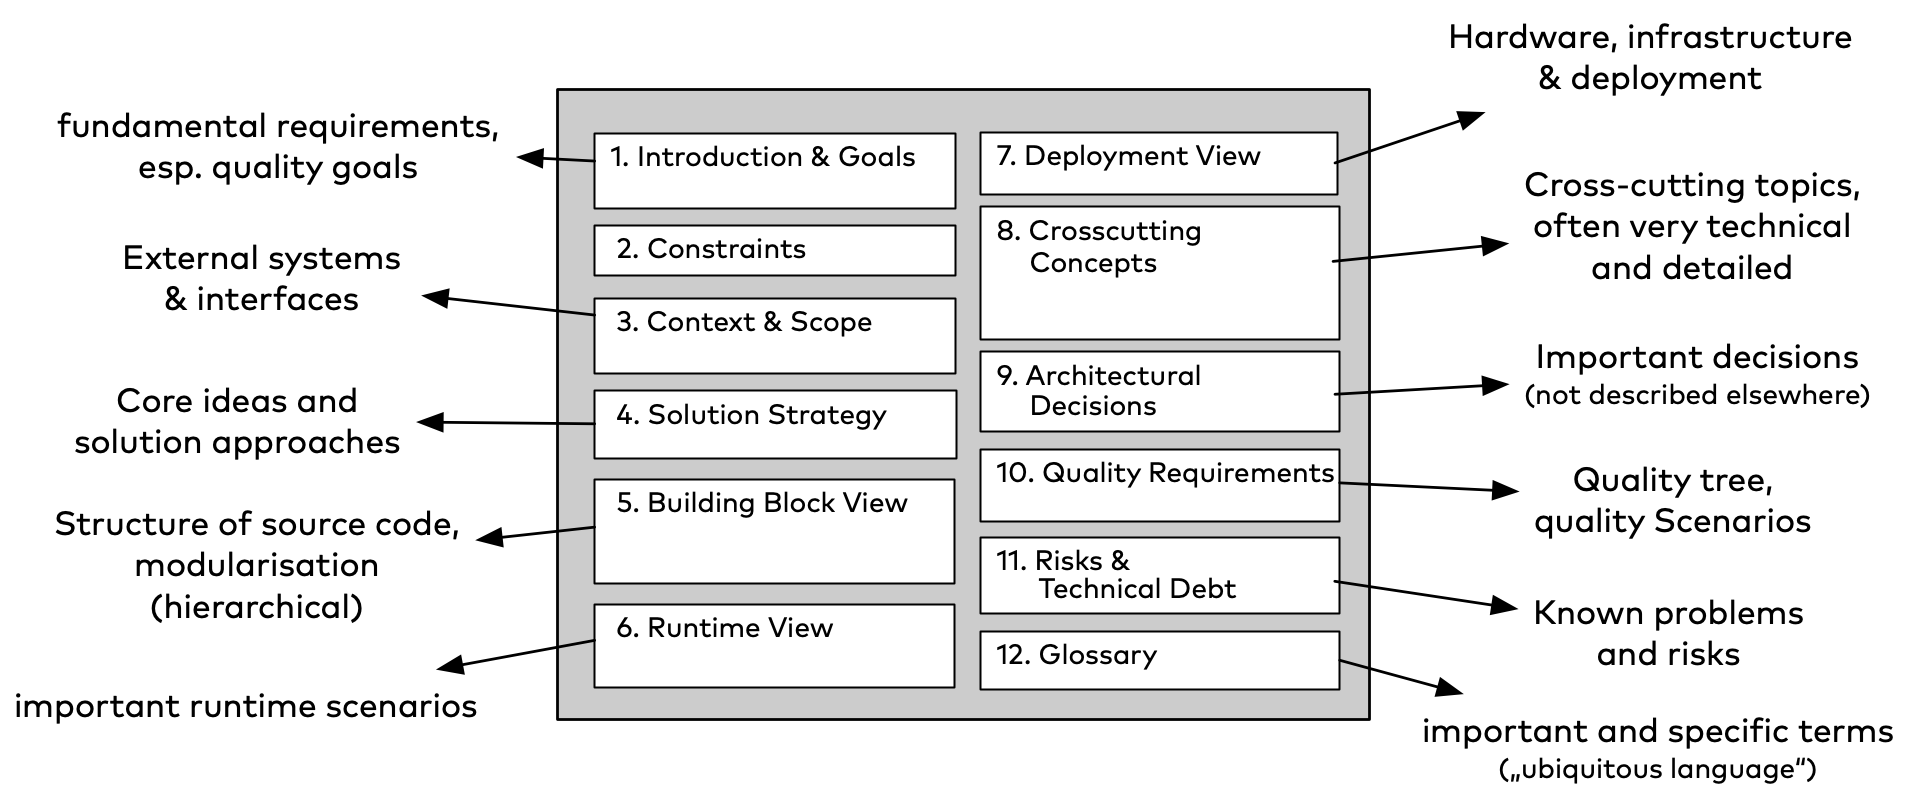 fundamental requirements,
esp. quality goals
External systems
& interfaces
Core ideas and
solution approaches
Structure of source code,
modularisation
(hierarchical)
important runtime scenarios
1. Introduction & Goals
2. Constraints
3. Context & Scope
4. Solution Strategy
5. Building Block View
6. Runtime View
7. Deployment View
8. Crosscutting
Concepts
9. Architectural
Decisions
10. Quality Requirements
11. Risks &
Technical Debt
12. Glossary
Hardware, infrastructure
& deployment
Cross-cutting topics,
often very technical
and detailed
Important decisions
(not described elsewhere)
Quality tree,
quality Scenarios
Known problems
and risks
important and specific terms
(„ubiquitous language“)